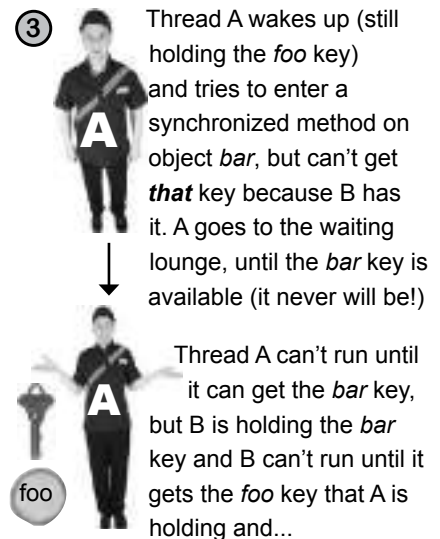 3
Thread A wakes up (still
holding the foo key)
and tries to enter a
synchronized method on
object bar, but can’t get
that key because B has
it. A goes to the waiting
lounge, until the bar key is
available (it never will be!)
A
Thread A can’t run until
it can get the bar key,
but B is holding the bar
key and B can’t run until it
gets the foo key that A is
holding and...
A
foo